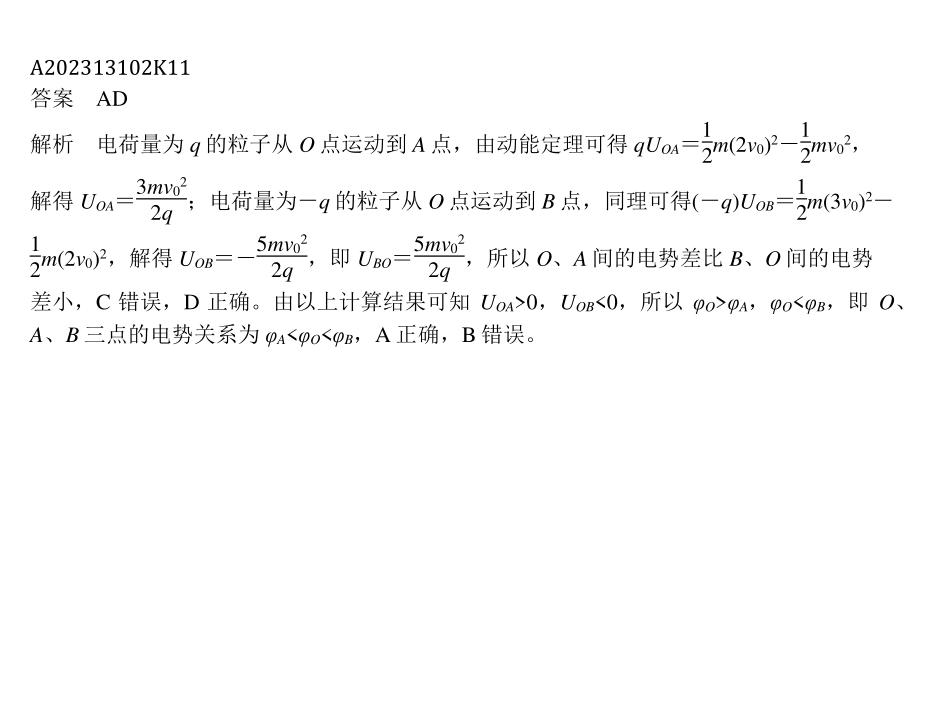 A202313102K11
答案　AD
解析　电荷量为 q 的粒子从 O 点运动到 A 点，由动能定理可得 qU_{OA}＝\frac{1}{2}m(2v_0)^2－\frac{1}{2}mv_0^2，
解得 U_{OA}＝\frac{3mv_0^2}{2q}；电荷量为－q 的粒子从 O 点运动到 B 点，同理可得(－q)U_{OB}＝\frac{1}{2}m(3v_0)^2－
\frac{1}{2}m(2v_0)^2，解得 U_{OB}＝－\frac{5mv_0^2}{2q}，即 U_{BO}＝\frac{5mv_0^2}{2q}，所以 O、A 间的电势差比 B、O 间的电势
差小，C 错误，D 正确。由以上计算结果可知 U_{OA}>0，U_{OB}<0，所以 φ_O>φ_A，φ_O<φ_B，即 O、
A、B 三点的电势关系为 φ_A<φ_O<φ_B，A 正确，B 错误。